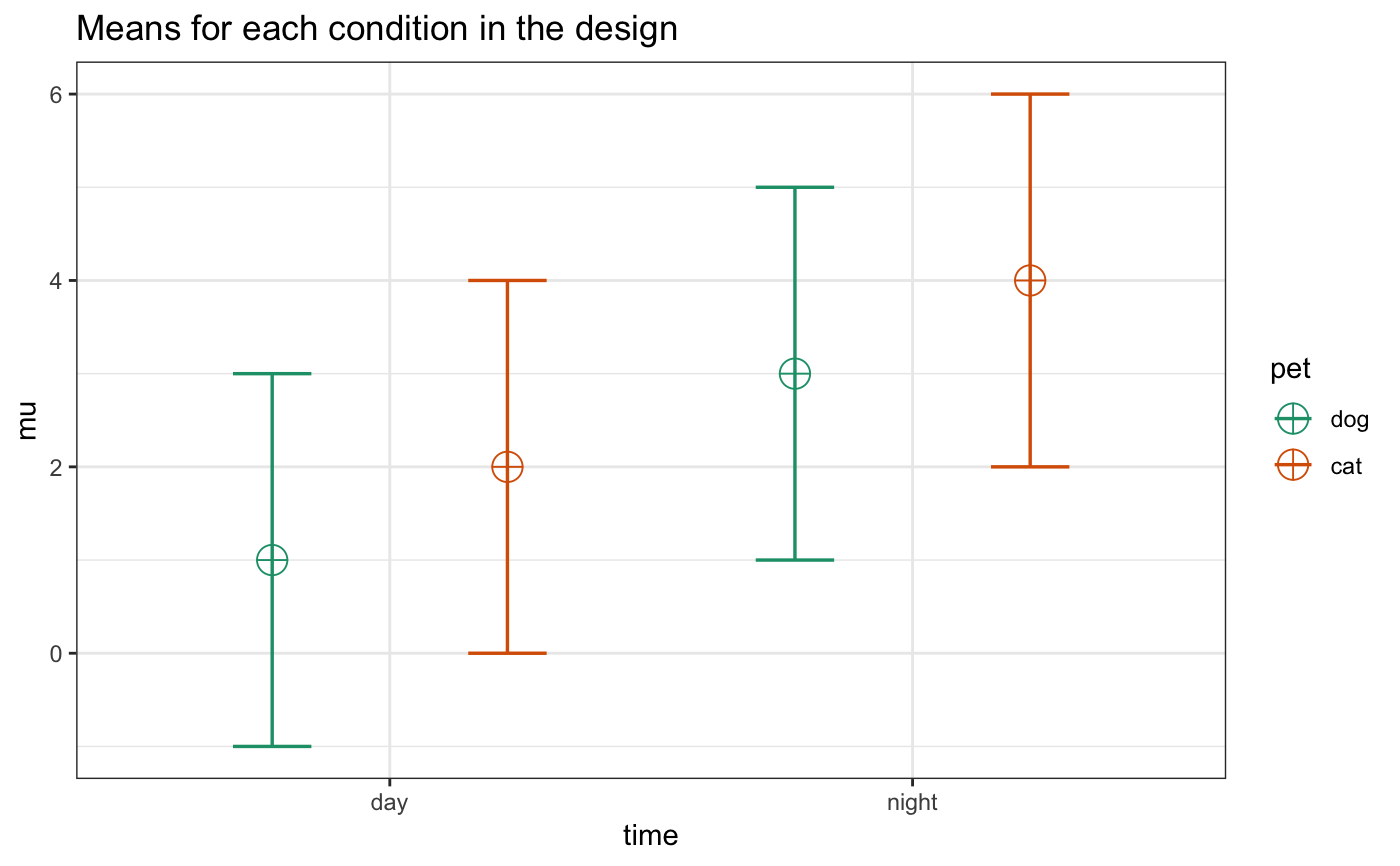 Means for each condition in the design
6
4
2
0
mu
day
night
time
pet
dog
cat